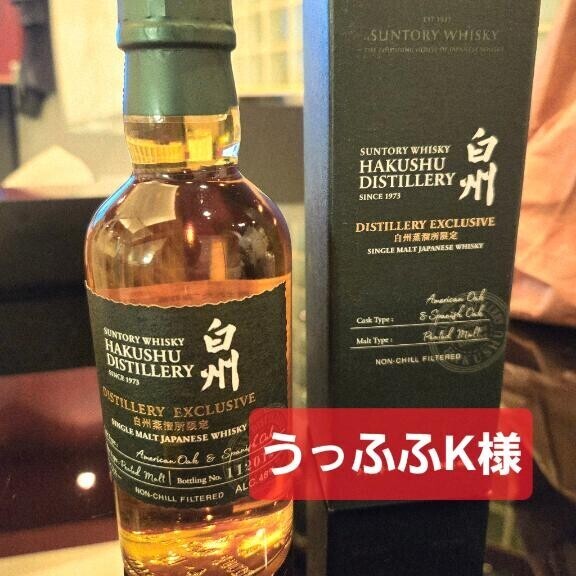 SUNTORY WHISKY
HAKUSHU
DISTILLERY
SINCE 1973
白州
DISTILLERY EXCLUSIVE
白州蒸溜所限定
SINGLE MALT JAPANESE WHISKY
American Oak & Spanish Oak
Peated Malt
Bottling No.
NON-CHILL FILTERED
ALC.48%
EST 1923
SUNTORY WHISKY
THE FOUNDING HOUSE OF JAPANESE WHISKY
SUNTORY WHISKY
HAKUSHU
DISTILLERY
SINCE 1973
白州
DISTILLERY EXCLUSIVE
白州蒸溜所限定
SINGLE MALT JAPANESE WHISKY
American Oak
Cask Type : & Spanish Oak
Malt Type : Peated Malt
NON-CHILL FILTERED
うっふふK様